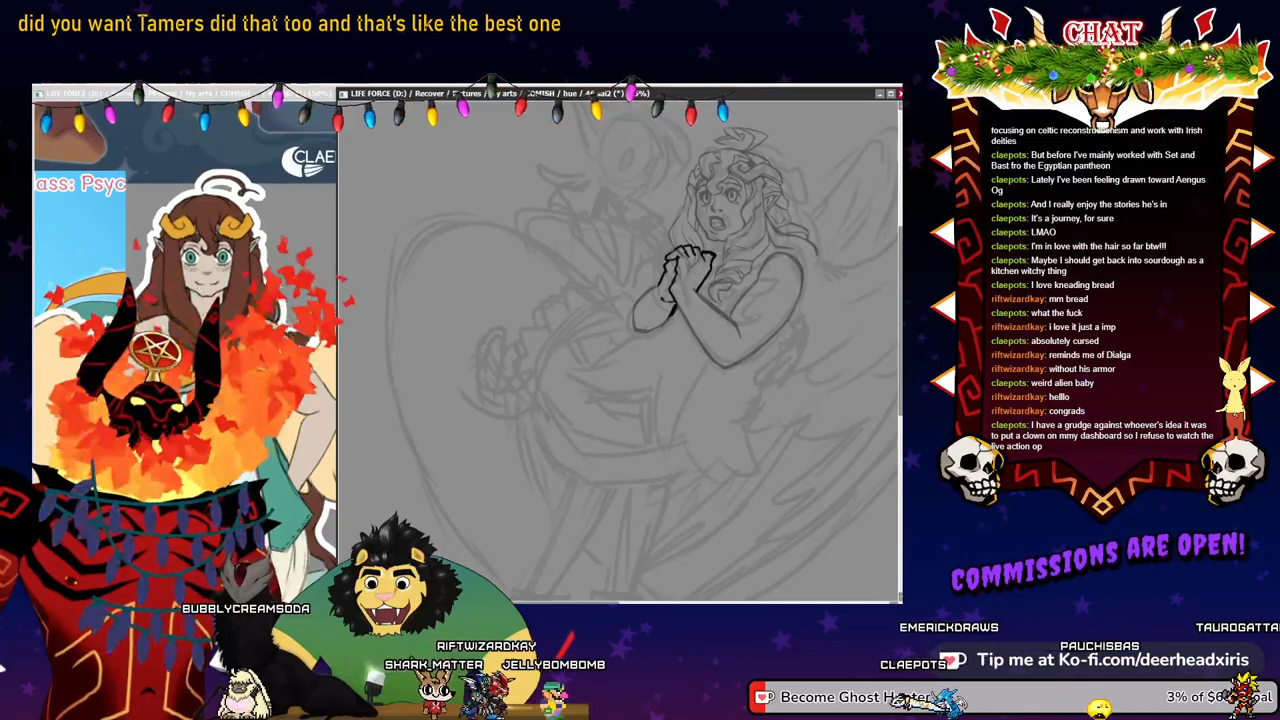 did you want Tamers did that too and that's like the best one
CHAT
LIFE FORCE (D:) / Recover /
CLAE
ass: Psyc
focusing on celtic reconstructionism and work with Irish
deities
claepots: But before I've mainly worked with Set and
Bast fro the Egyptian pantheon
claepots: Lately I've been feeling drawn toward Aengus
Og
claepots: And I really enjoy the stories he's in
claepots: It's a journey, for sure
claepots: LMAO
claepots: I'm in love with the hair so far btw!!!
claepots: Maybe I should get back into sourdough as a
kitchen witchy thing
claepots: I love kneading bread
riftwizardkay: mm bread
claepots: what the fuck
riftwizardkay: i love it just a imp
claepots: absolutely cursed
riftwizardkay: reminds me of Dialga
riftwizardkay: without his armor
claepots: weird alien baby
riftwizardkay: helllo
riftwizardkay: congrads
claepots: I have a grudge against whoever's idea it was
to put a clown on mmy dashboard so I refuse to watch the
live action op
COMMISSIONS ARE OPEN!
BUBBLYCREAMSODA
RIFTWIZARDKAY
SHARK_MATTER
JELLYBOMBOMB
EMERICKDRAWS
TAUROGATTA
PAUCHISBAS
CLAEPOTS
Tip me at Ko-fi.com/deerheadxiris
Become Ghost
3% of